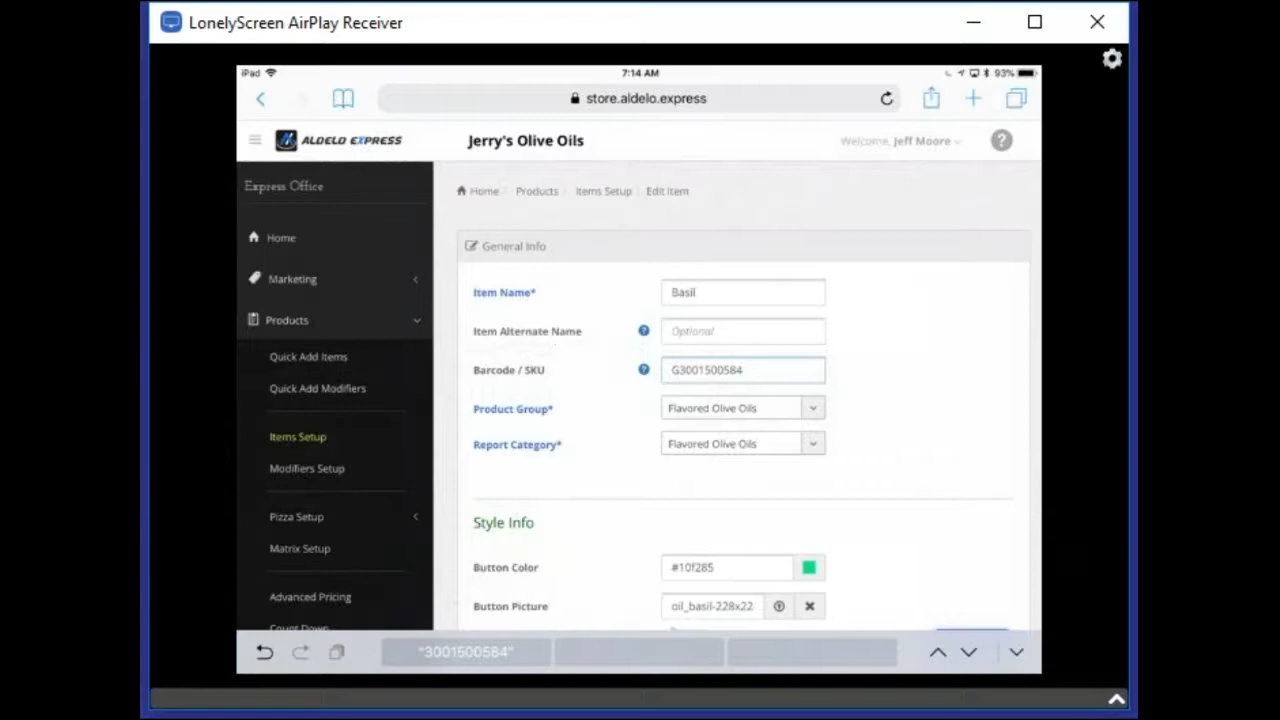 LonelyScreen AirPlay Receiver
iPad 7:14 AM 93%
store.aldelo.express
ALDELO EXPRESS Jerry's Olive Oils Welcome, Jeff Moore ?
Express Office
Home
Marketing
Products
Quick Add Items
Quick Add Modifiers
Items Setup
Modifiers Setup
Pizza Setup
Matrix Setup
Advanced Pricing
Count Down
Home Products Items Setup Edit Item
General Info
Item Name* Basil
Item Alternate Name ? Optional
Barcode / SKU ? G3001500584
Product Group* Flavored Olive Oils
Report Category* Flavored Olive Oils
Style Info
Button Color #10f285
Button Picture oil_basil-228x22
"3001500584"